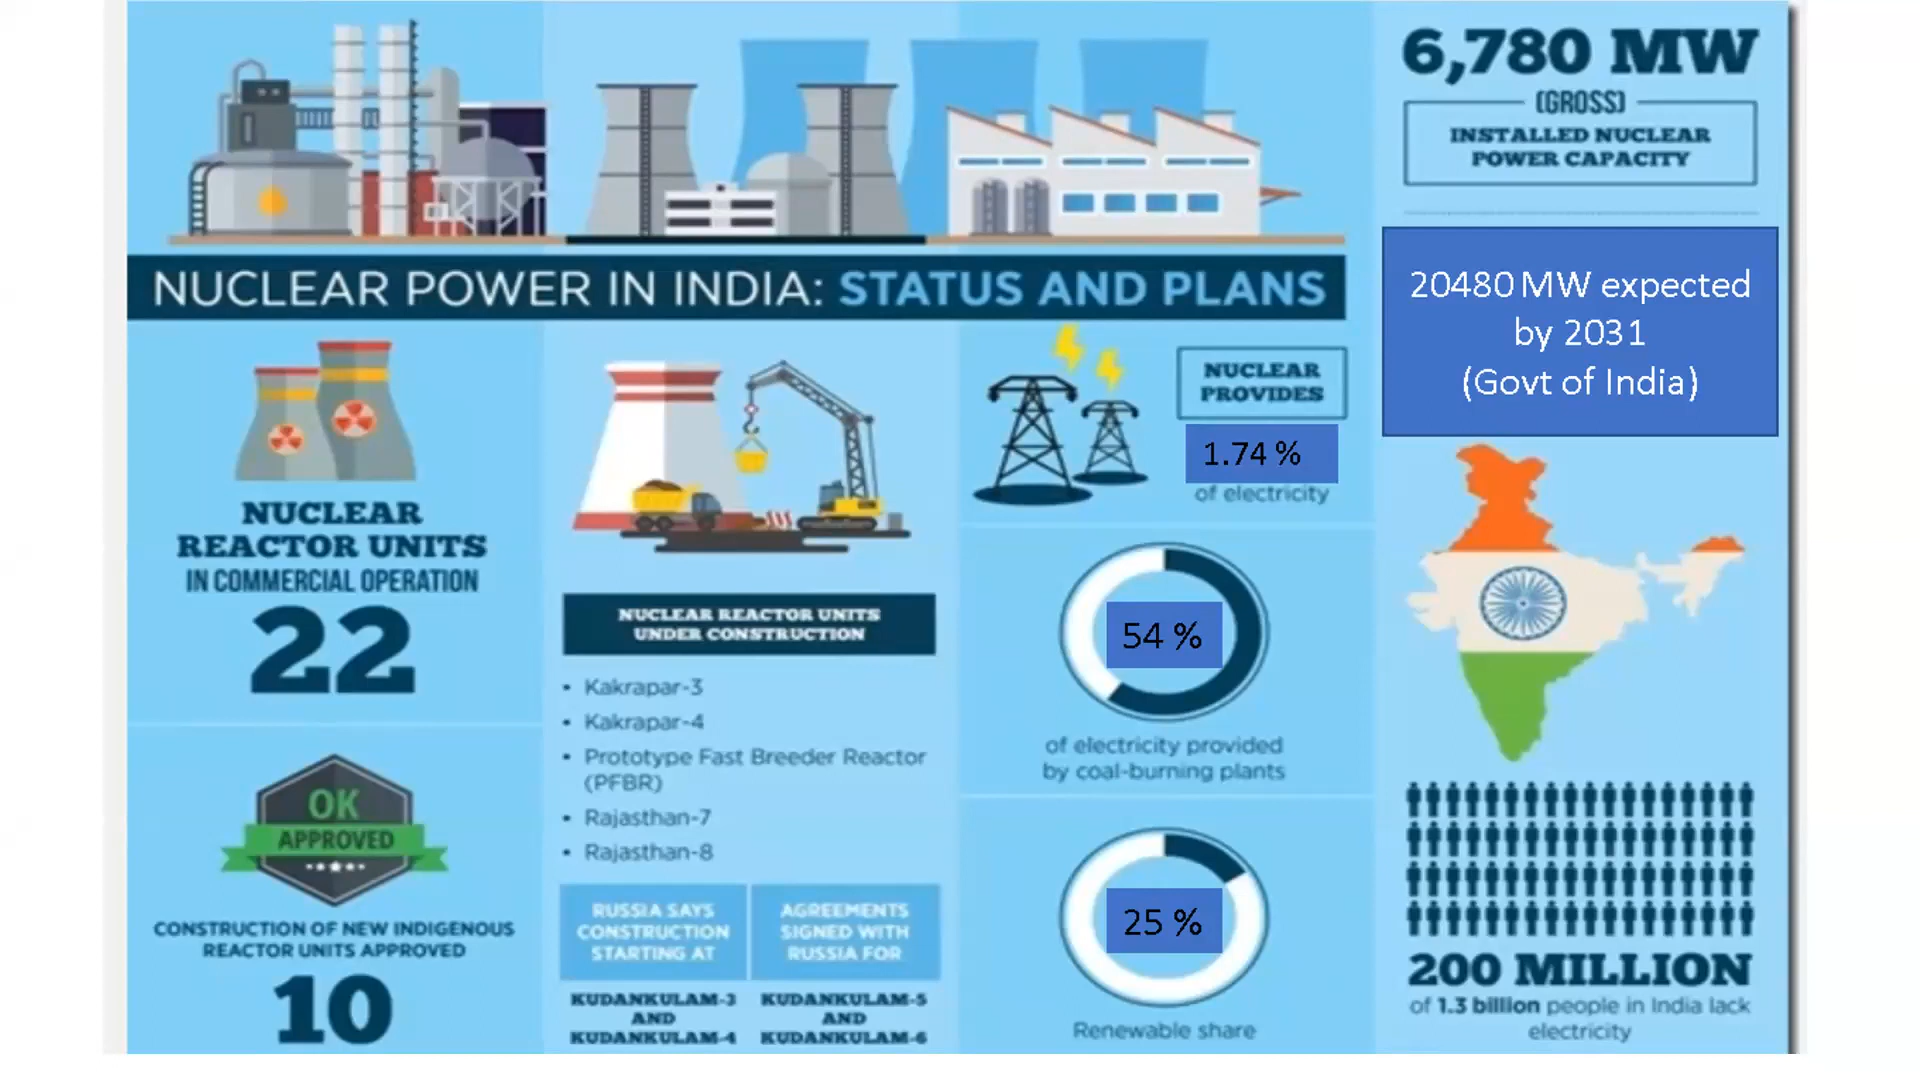 6,780 MW
(GROSS)
INSTALLED NUCLEAR
POWER CAPACITY
NUCLEAR POWER IN INDIA: STATUS AND PLANS
20480 MW expected
by 2031
(Govt of India)
NUCLEAR
REACTOR UNITS
IN COMMERCIAL OPERATION
22
OK
APPROVED
CONSTRUCTION OF NEW INDIGENOUS
REACTOR UNITS APPROVED
10
NUCLEAR REACTOR UNITS
UNDER CONSTRUCTION
• Kakrapar-3
• Kakrapar-4
• Prototype Fast Breeder Reactor
(PFBR)
• Rajasthan-7
• Rajasthan-8
RUSSIA SAYS
CONSTRUCTION
STARTING AT
KUDANKULAM-3
AND
KUDANKULAM-4
AGREEMENTS
SIGNED WITH
RUSSIA FOR
KUDANKULAM-5
AND
KUDANKULAM-6
NUCLEAR
PROVIDES
1.74 %
of electricity
54 %
of electricity provided
by coal-burning plants
25 %
Renewable share
200 MILLION
of 1.3 billion people in India lack
electricity